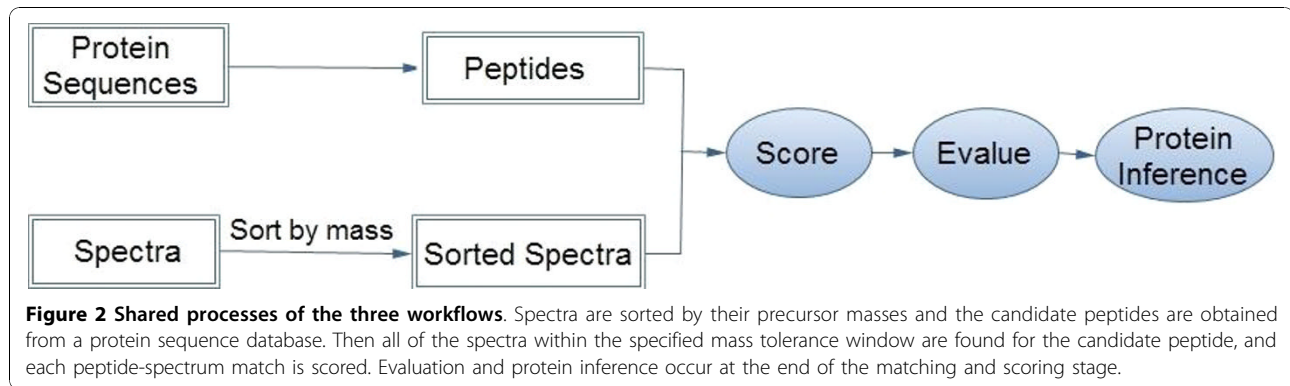 Protein
Sequences
Peptides
Score
Evalue
Protein
Inference
Spectra
Sort by mass
Sorted Spectra
Figure 2 Shared processes of the three workflows. Spectra are sorted by their precursor masses and the candidate peptides are obtained
from a protein sequence database. Then all of the spectra within the specified mass tolerance window are found for the candidate peptide, and
each peptide-spectrum match is scored. Evaluation and protein inference occur at the end of the matching and scoring stage.